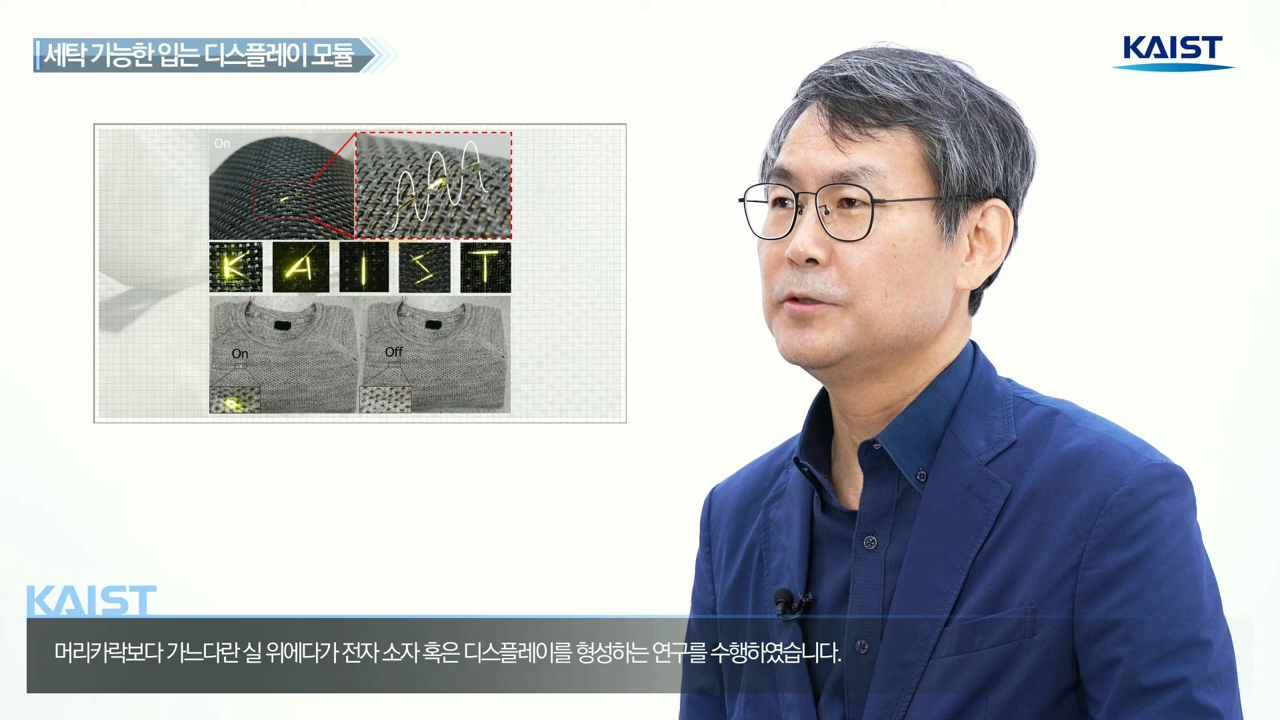 세탁 가능한 입는 디스플레이 모듈
KAIST
On
K A I S T
On
Off
KAIST
머리카락보다 가느다란 실 위에다가 전자 소자 혹은 디스플레이를 형성하는 연구를 수행하였습니다.